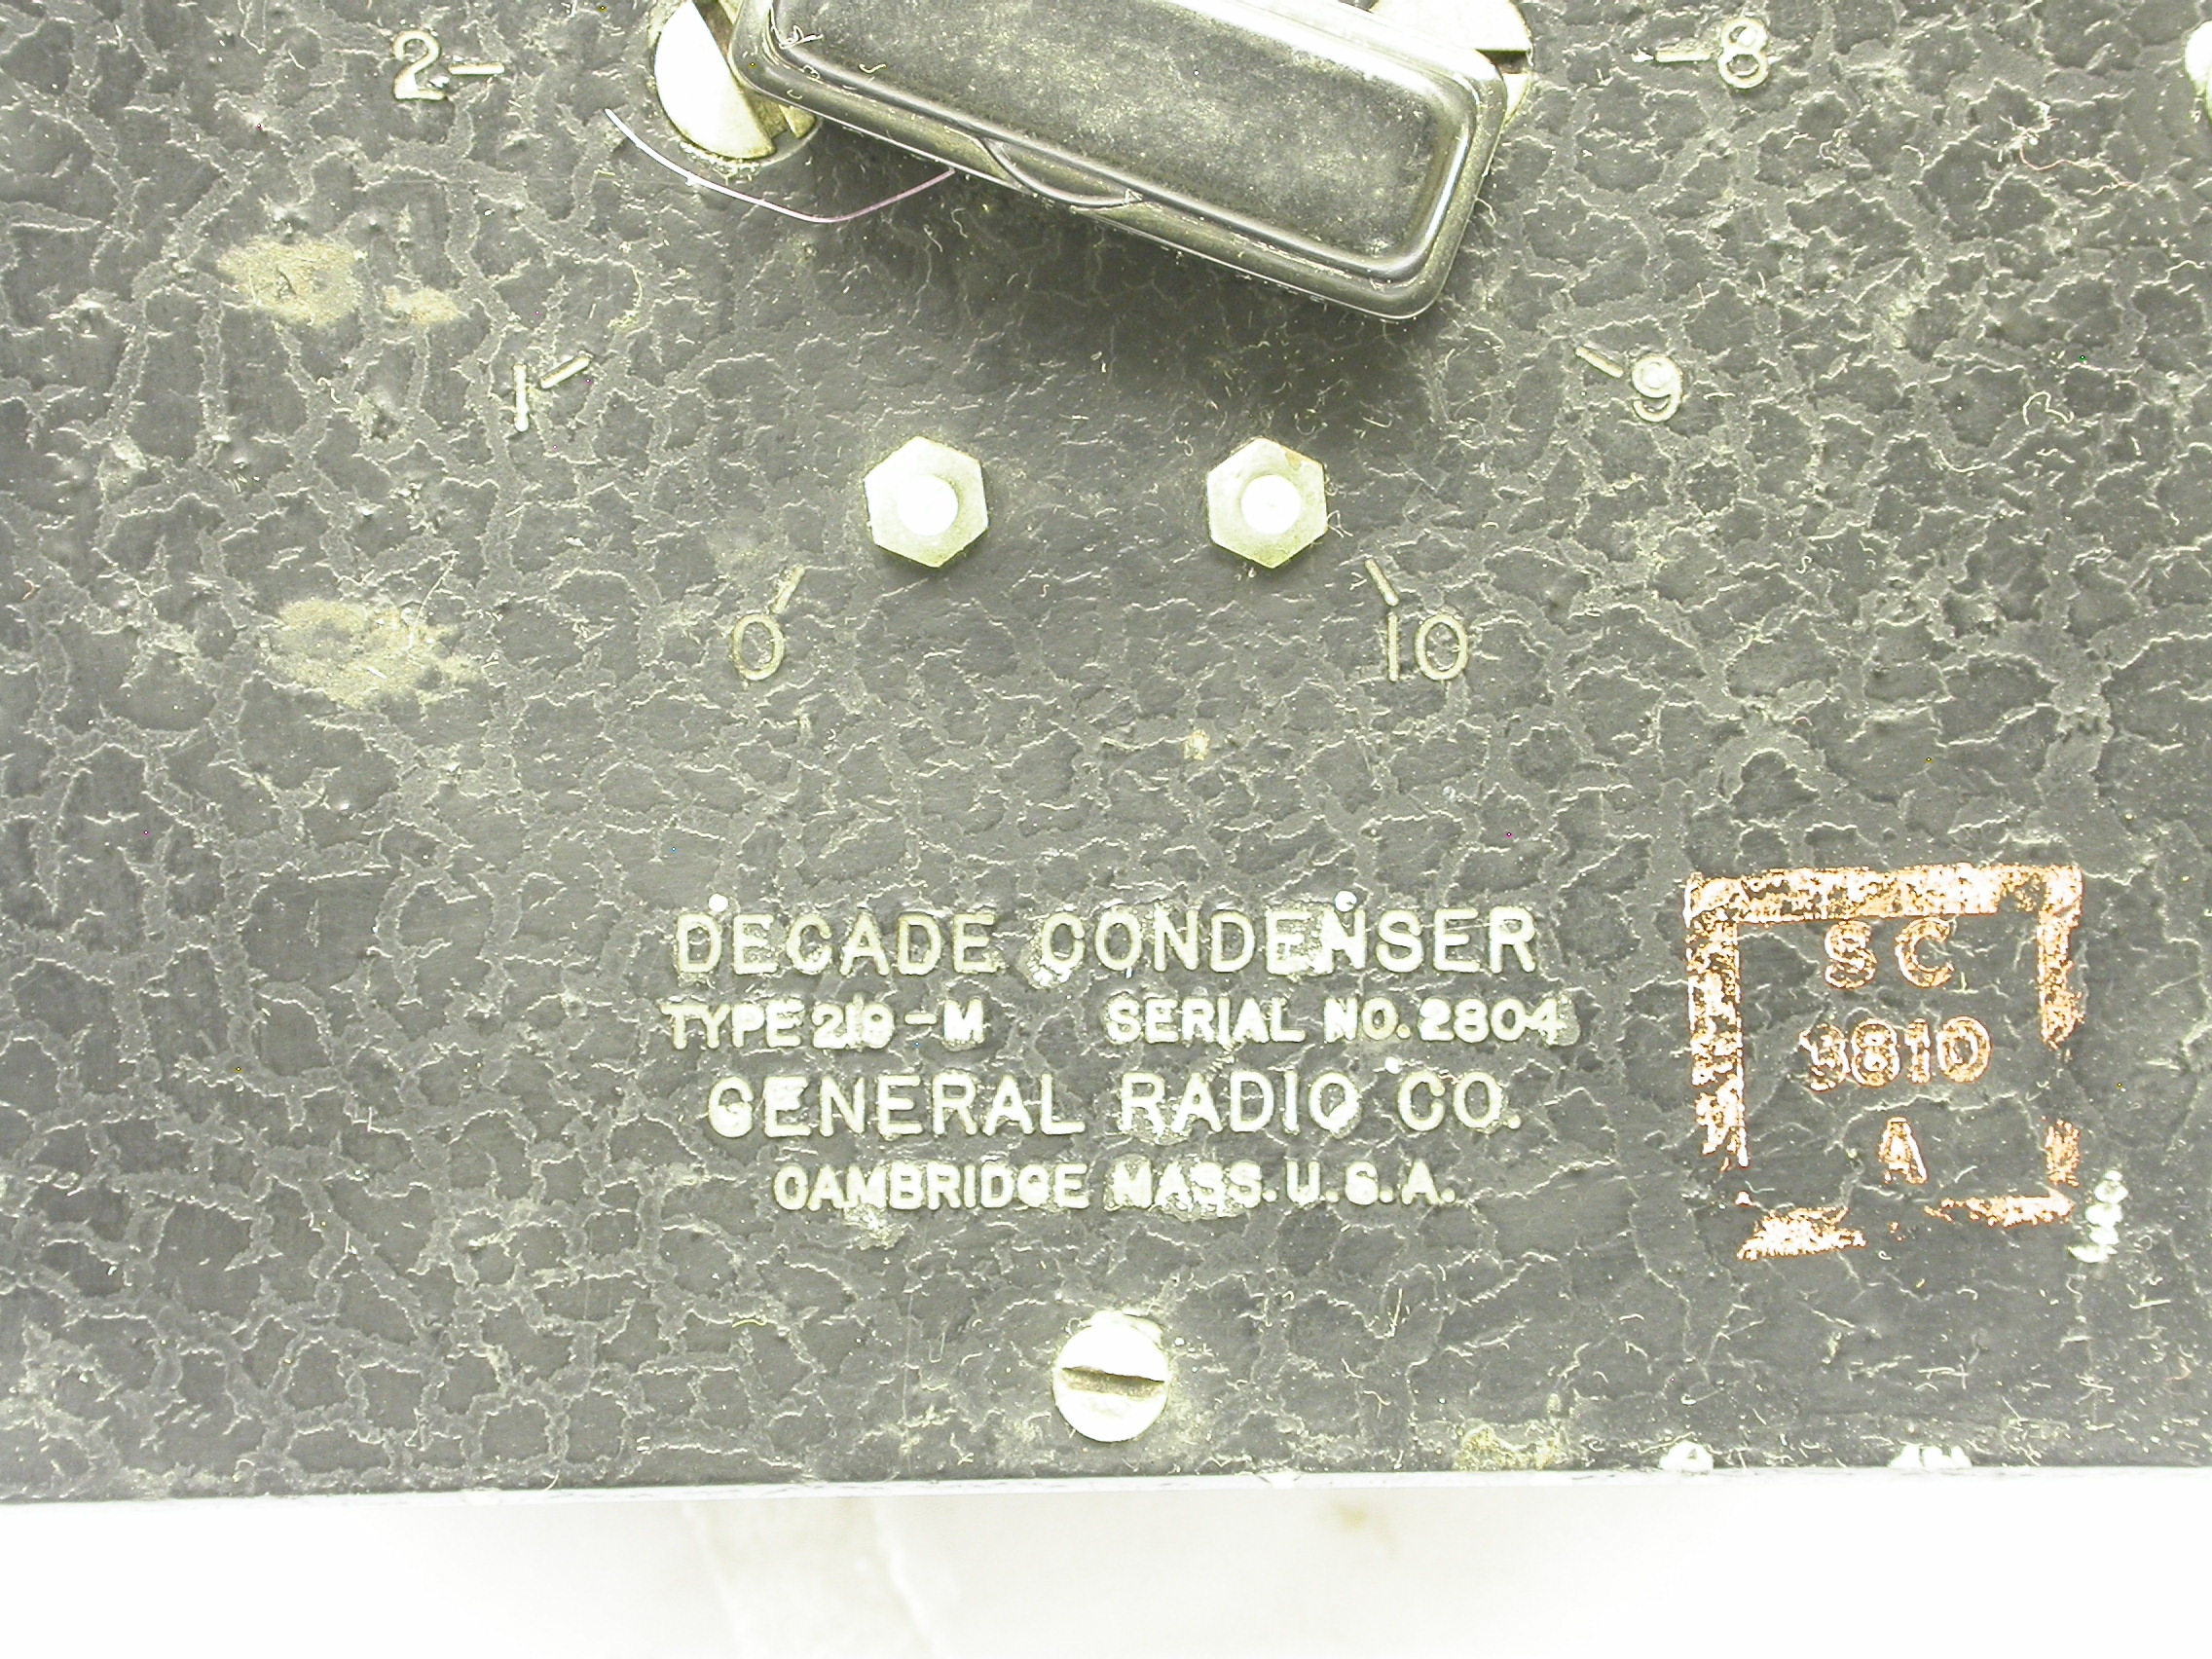 2 8
1 9
0 10
DECADE CONDENSER
TYPE 219-M SERIAL NO. 2804
GENERAL RADIO CO.
CAMBRIDGE MASS. U.S.A.
SC
3810
A